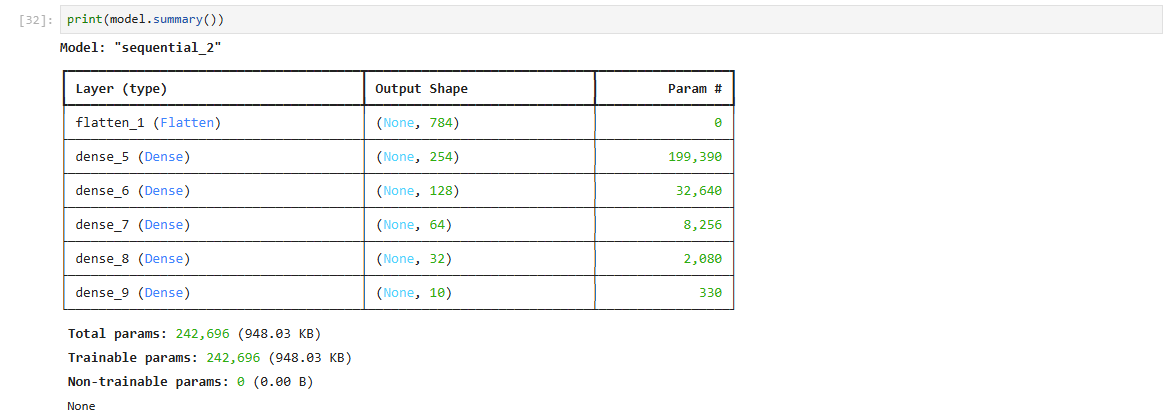 [32]: print(model.summary())
Model: "sequential_2"
Layer (type) Output Shape Param #
flatten_1 (Flatten) (None, 784) 0
dense_5 (Dense) (None, 254) 199,390
dense_6 (Dense) (None, 128) 32,640
dense_7 (Dense) (None, 64) 8,256
dense_8 (Dense) (None, 32) 2,080
dense_9 (Dense) (None, 10) 330
Total params: 242,696 (948.03 KB)
Trainable params: 242,696 (948.03 KB)
Non-trainable params: 0 (0.00 B)
None